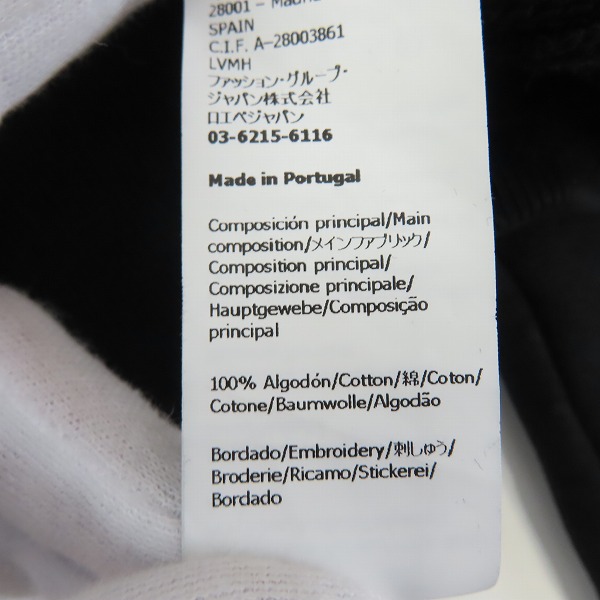 28001 - Madrid
SPAIN
C.I.F. A-28003861
LVMH
ファッション・グループ・
ジャパン株式会社
ロエベジャパン
03-6215-6116
Made in Portugal
Composición principal/Main
composition/メインファブリック/
Composition principal/
Composizione principale/
Hauptgewebe/Composição
principal
100% Algodón/Cotton/綿/Coton/
Cotone/Baumwolle/Algodão
Bordado/Embroidery/刺しゅう/
Broderie/Ricamo/Stickerei/
Bordado